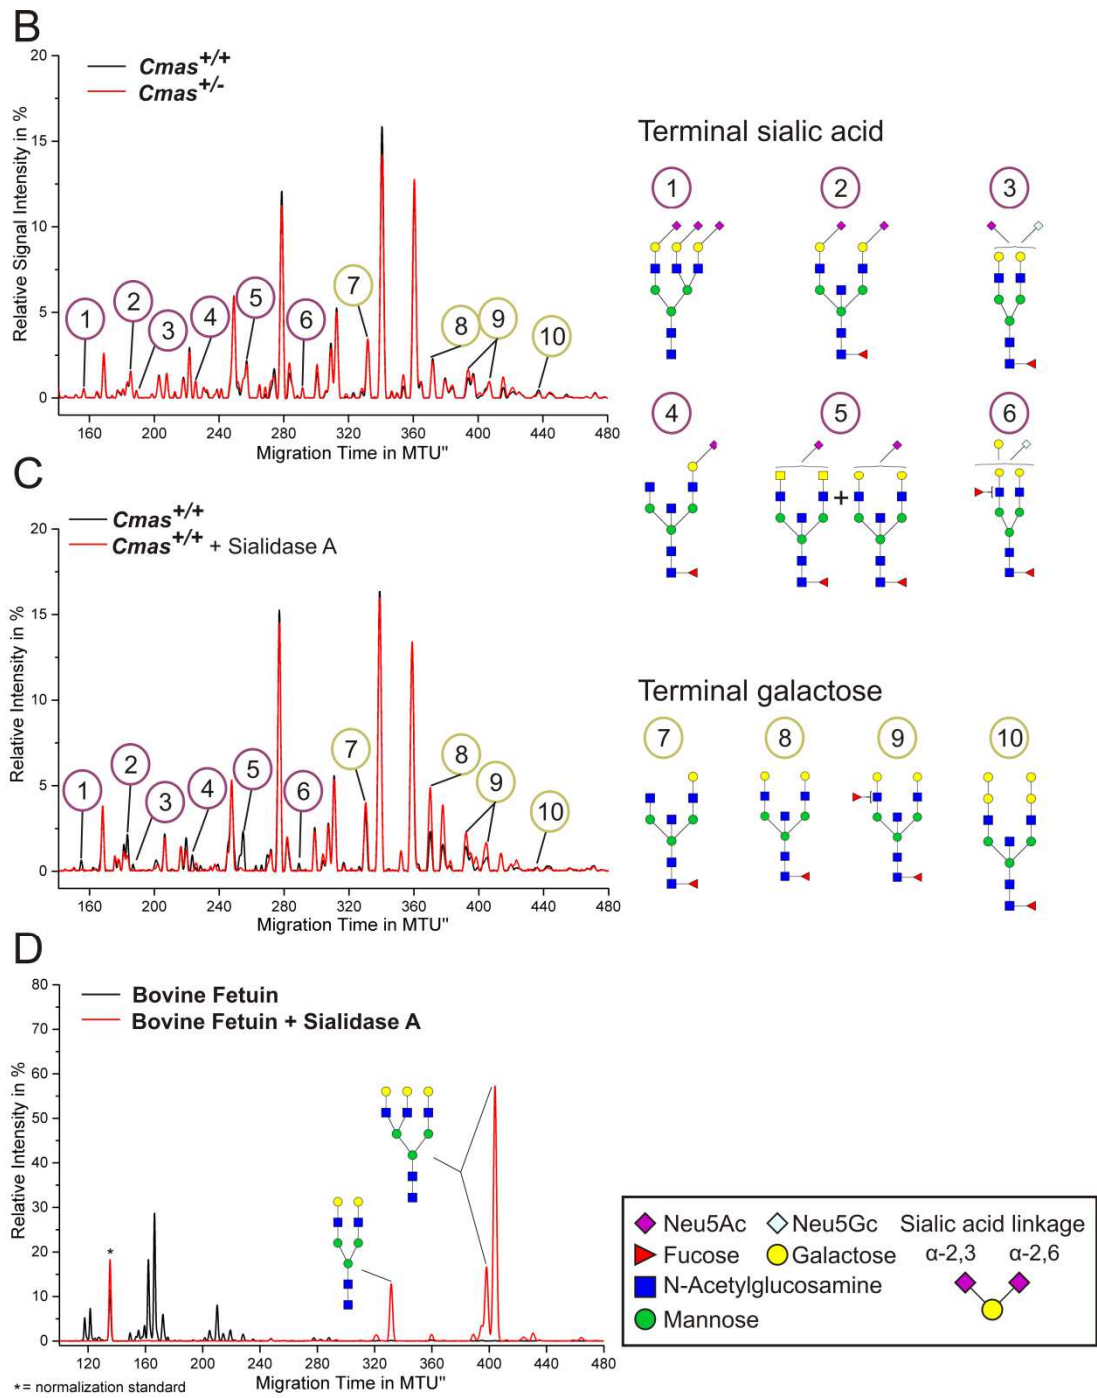 B
Cmas+/+
Cmas+/-
Relative Signal Intensity in %
20
15
10
5
0
1
2
3
4
5
6
7
8
9
10
160 200 240 280 320 360 400 440 480
Migration Time in MTU"
Terminal sialic acid
1 2 3
4 5 6
+
C
Cmas+/+
Cmas+/+ + Sialidase A
Relative Intensity in %
20
15
10
5
0
1
2
3
4
5
6
7
8
9
10
160 200 240 280 320 360 400 440 480
Migration Time in MTU"
Terminal galactose
7 8 9 10
D
Bovine Fetuin
Bovine Fetuin + Sialidase A
Relative Intensity in %
80
70
60
50
40
30
20
10
0
*
120 160 200 240 280 320 360 400 440 480
Migration Time in MTU"
*= normalization standard
Neu5Ac Neu5Gc Sialic acid linkage
Fucose Galactose α-2,3 α-2,6
N-Acetylglucosamine
Mannose